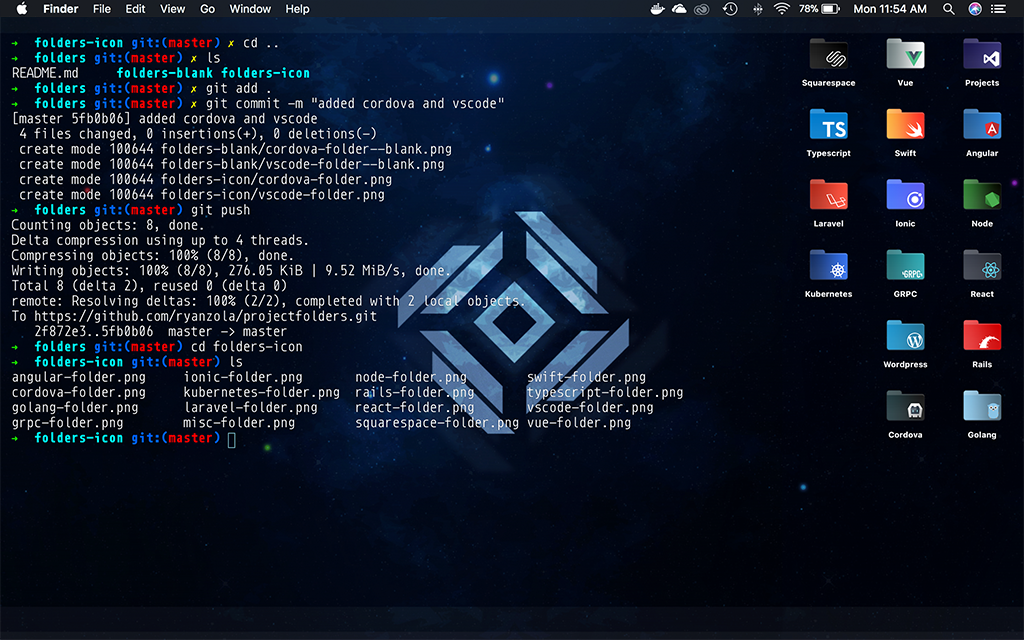 Finder File Edit View Go Window Help 78% Mon 11:54 AM
➜ folders-icon git:(master) ✗ cd ..
➜ folders git:(master) ✗ ls
README.md folders-blank folders-icon
➜ folders git:(master) ✗ git add .
➜ folders git:(master) ✗ git commit -m "added cordova and vscode"
[master 5fb0b06] added cordova and vscode
4 files changed, 0 insertions(+), 0 deletions(-)
create mode 100644 folders-blank/cordova-folder--blank.png
create mode 100644 folders-blank/vscode-folder--blank.png
create mode 100644 folders-icon/cordova-folder.png
create mode 100644 folders-icon/vscode-folder.png
➜ folders git:(master) git push
Counting objects: 8, done.
Delta compression using up to 4 threads.
Compressing objects: 100% (8/8), done.
Writing objects: 100% (8/8), 276.05 KiB | 9.52 MiB/s, done.
Total 8 (delta 2), reused 0 (delta 0)
remote: Resolving deltas: 100% (2/2), completed with 2 local objects.
To https://github.com/ryanzola/projectfolders.git
2f872e3..5fb0b06 master -> master
➜ folders git:(master) cd folders-icon
➜ folders-icon git:(master) ls
angular-folder.png ionic-folder.png node-folder.png swift-folder.png
cordova-folder.png kubernetes-folder.png rails-folder.png typescript-folder.png
golang-folder.png laravel-folder.png react-folder.png vscode-folder.png
grpc-folder.png misc-folder.png squarespace-folder.png vue-folder.png
➜ folders-icon git:(master)
Squarespace Vue Projects
TS
Typescript Swift Angular
A
Laravel Ionic Node
GRPC
Kubernetes GRPC React
W
Wordpress Rails
Cordova Golang